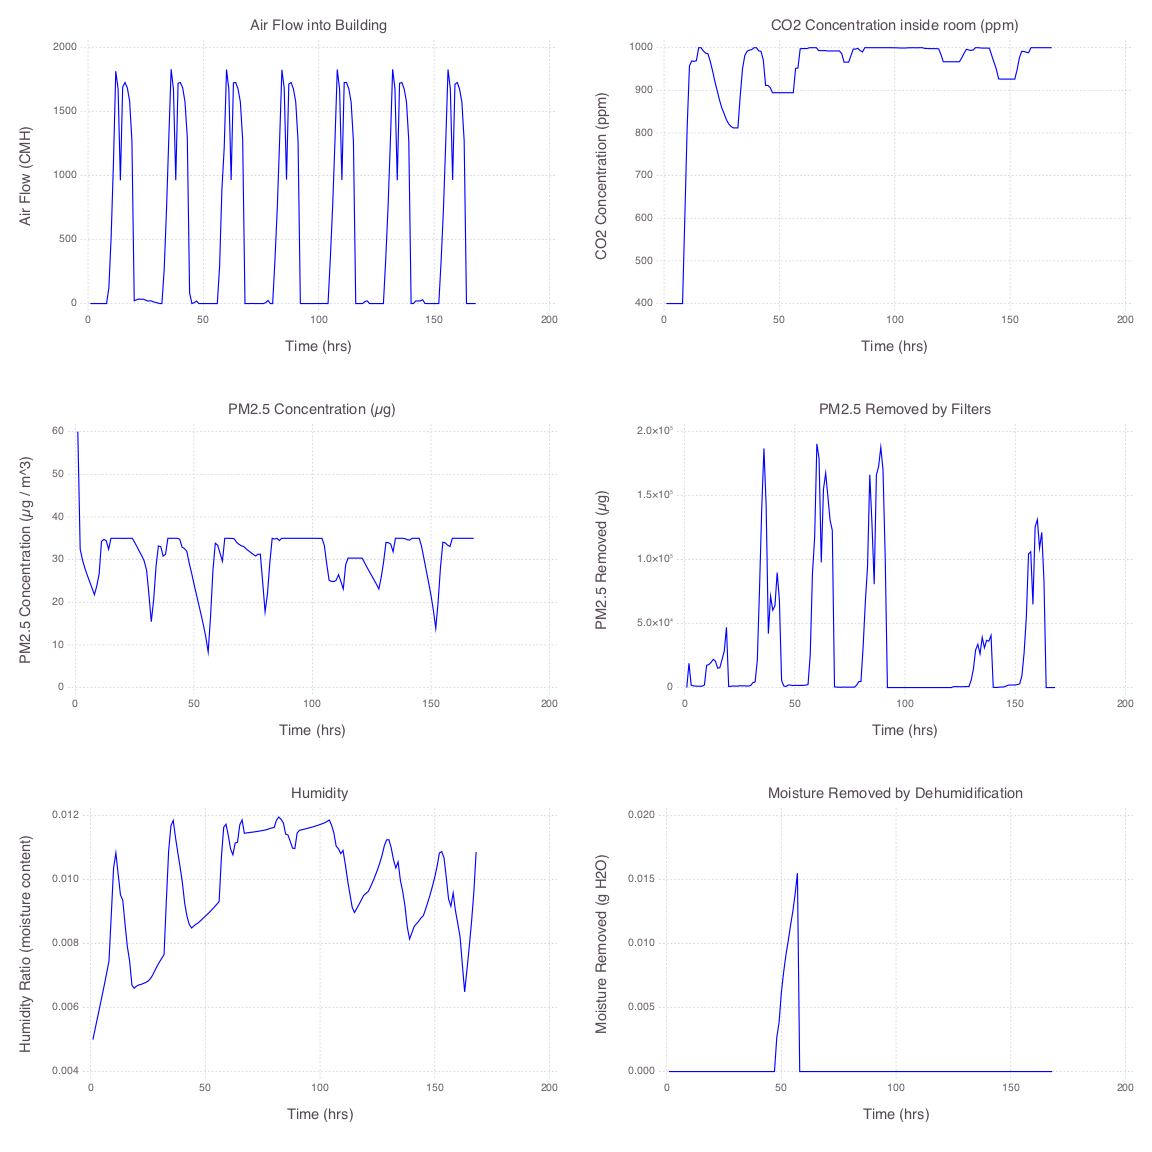 Air Flow into Building
Air Flow (CMH)
2000
1500
1000
500
0
0 50 100 150 200
Time (hrs)
CO2 Concentration inside room (ppm)
CO2 Concentration (ppm)
1000
900
800
700
600
500
400
0 50 100 150 200
Time (hrs)
PM2.5 Concentration (µg)
PM2.5 Concentration (µg / m^3)
60
50
40
30
20
10
0
0 50 100 150 200
Time (hrs)
PM2.5 Removed by Filters
PM2.5 Removed (µg)
2.0×10⁵
1.5×10⁵
1.0×10⁵
5.0×10⁴
0
0 50 100 150 200
Time (hrs)
Humidity
Humidity Ratio (moisture content)
0.012
0.010
0.008
0.006
0.004
0 50 100 150 200
Time (hrs)
Moisture Removed by Dehumidification
Moisture Removed (g H2O)
0.020
0.015
0.010
0.005
0.000
0 50 100 150 200
Time (hrs)